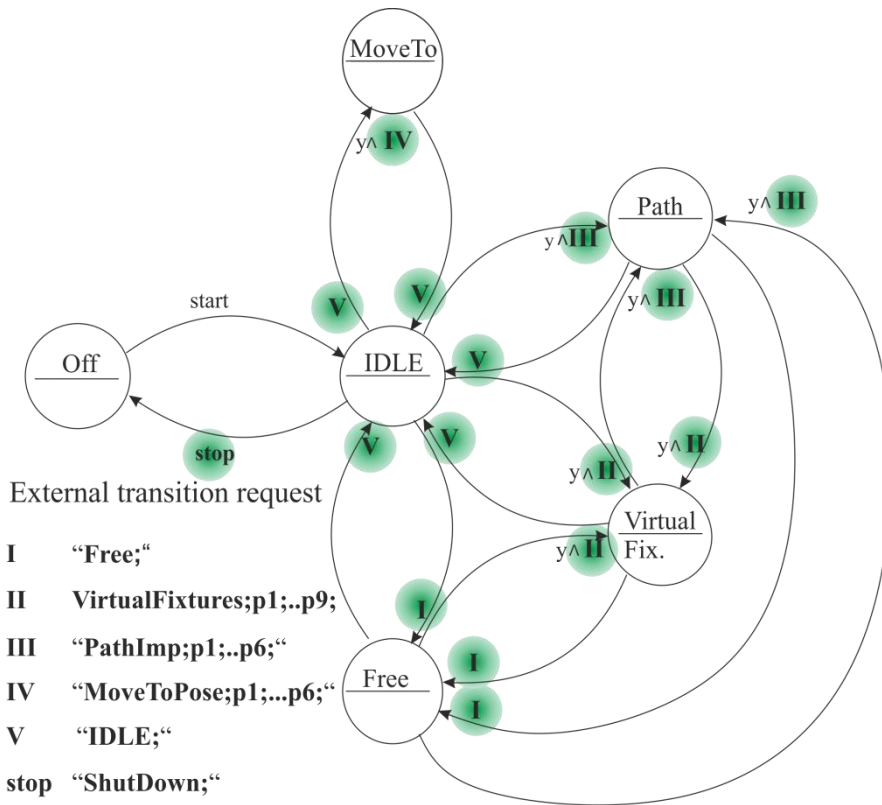 MoveTo
y∧ IV
Path
y∧ III
y∧III
y∧ III
start
V
V
Off
IDLE
V
stop
V
V
y∧II
y∧ II
External transition request
Virtual
Fix.
y∧ II
I “Free;“
II VirtualFixtures;p1;..p9;
I
III “PathImp;p1;..p6;“
I
Free
IV “MoveToPose;p1;...p6;“
I
V “IDLE;“
stop “ShutDown;“